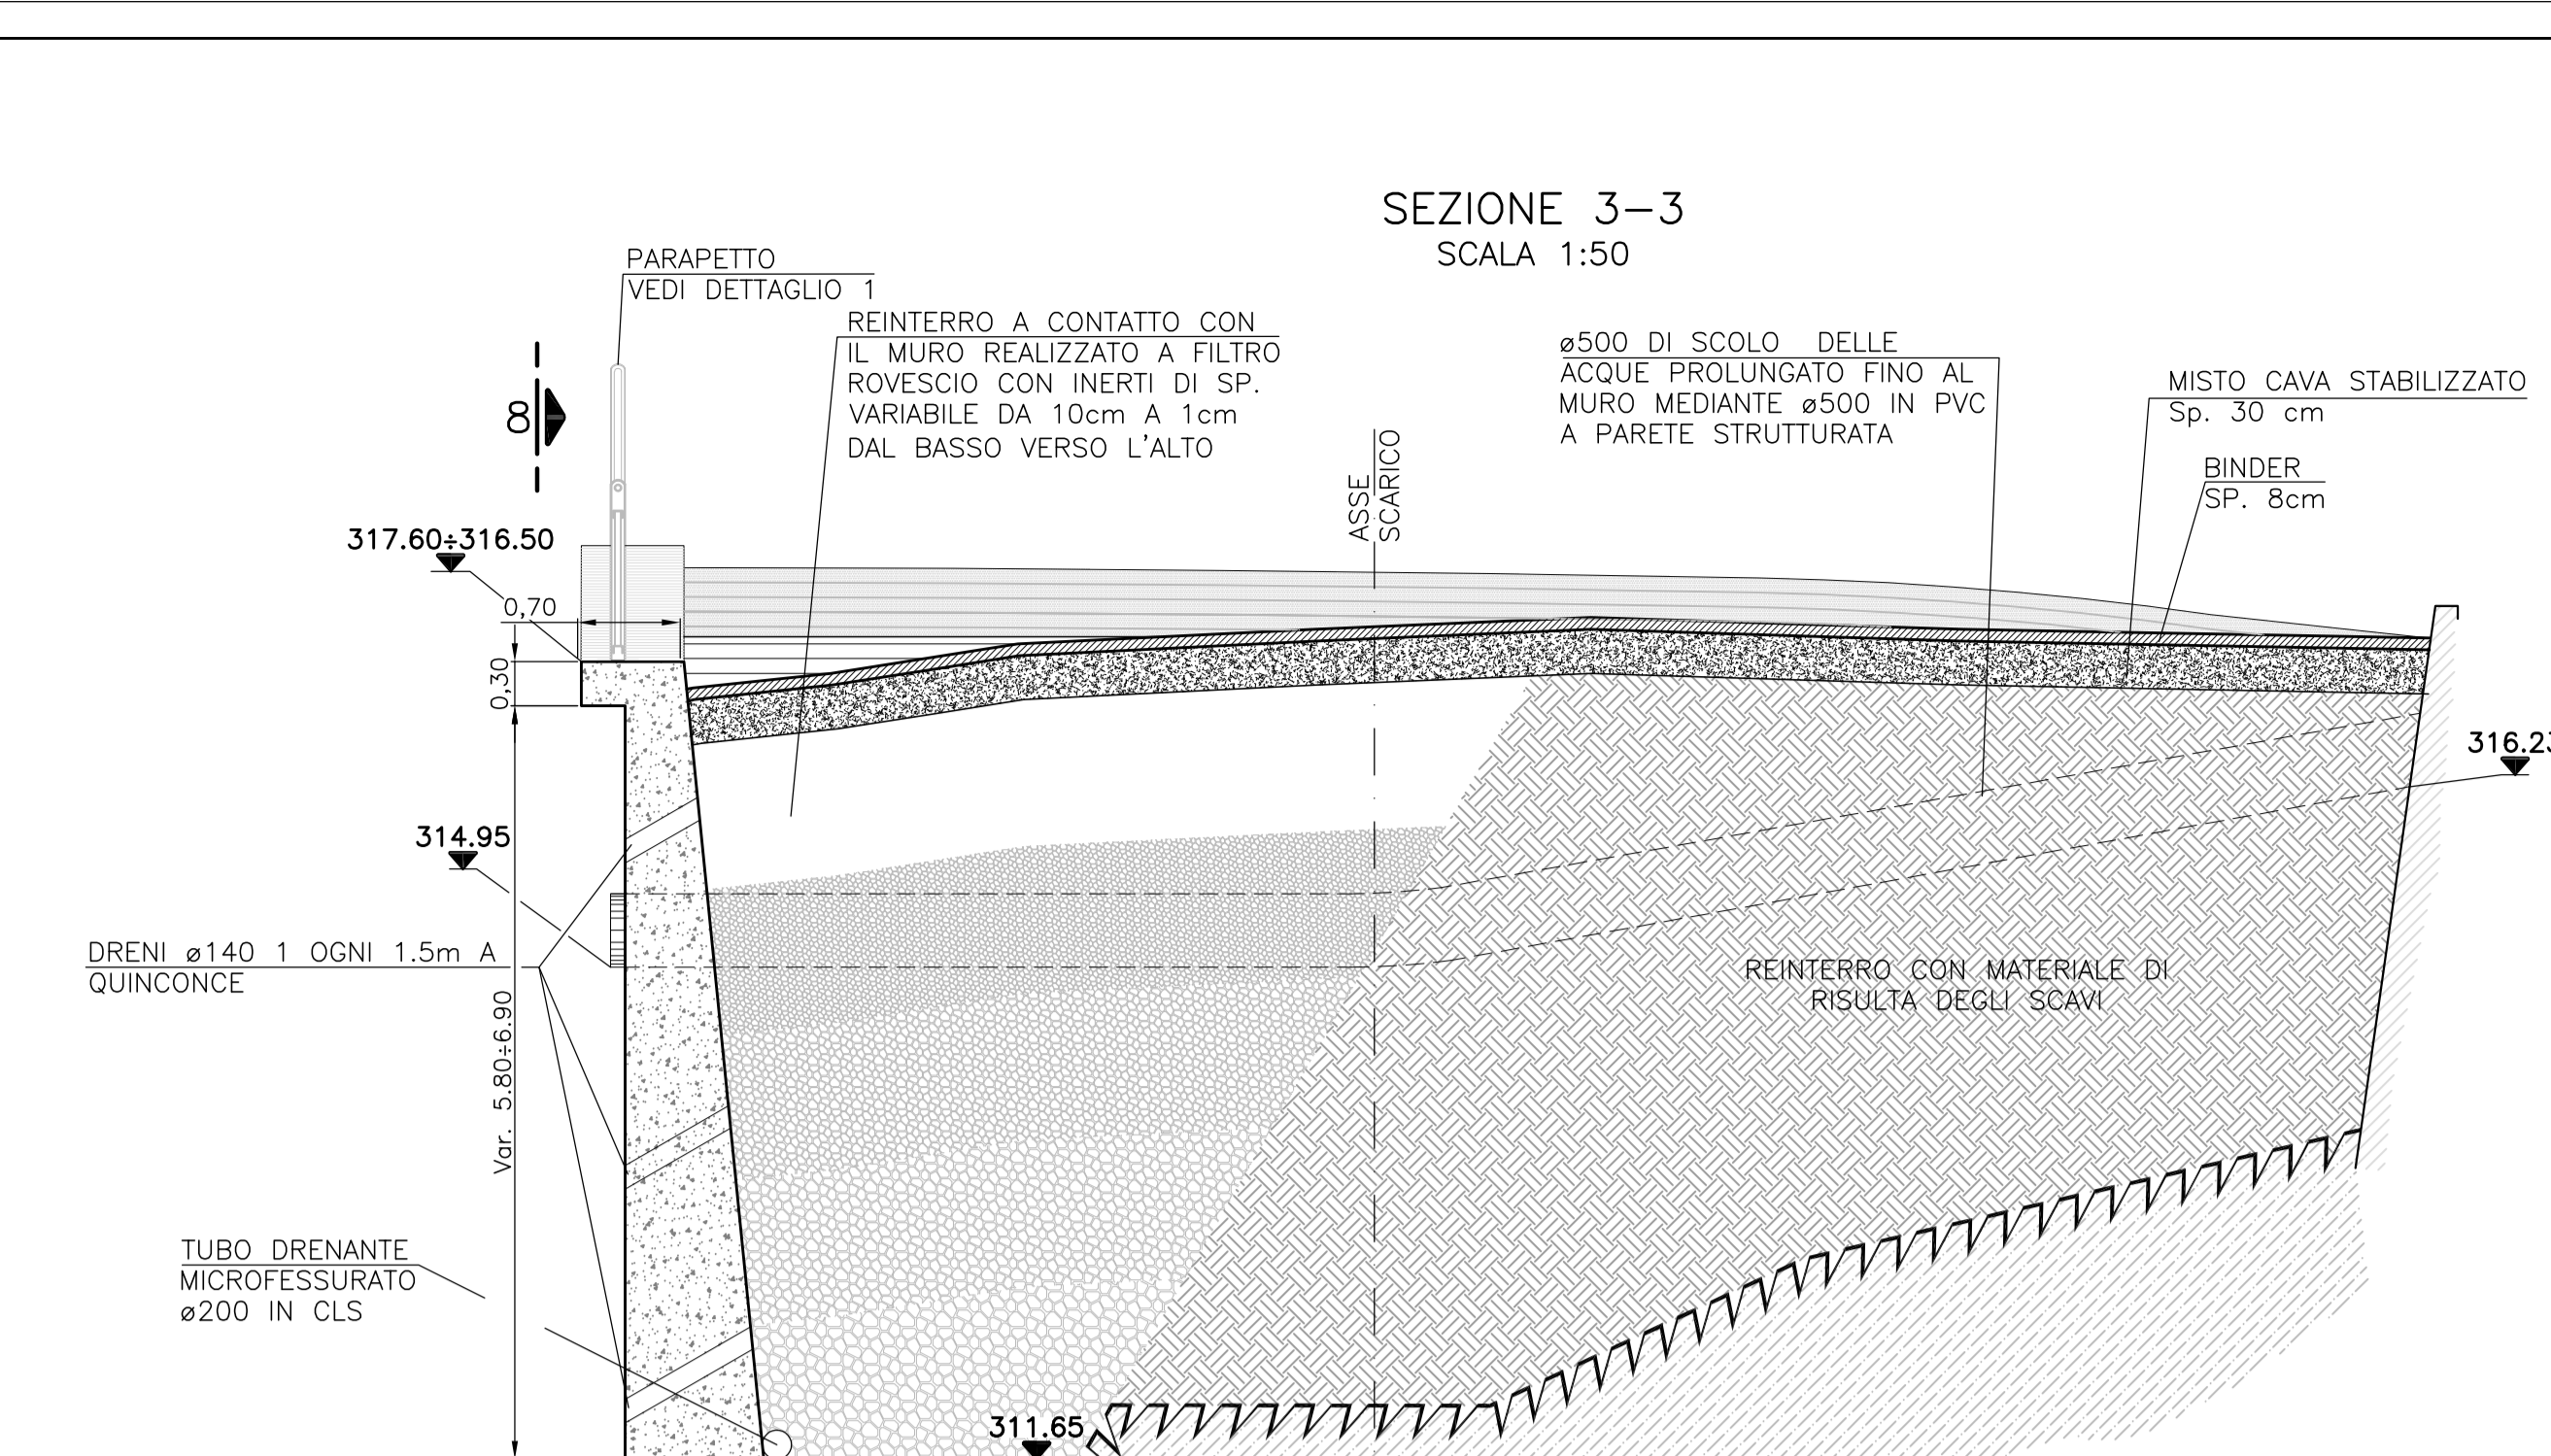 SEZIONE 3-3
SCALA 1:50
PARAPETTO
VEDI DETTAGLIO 1
REINTERRO A CONTATTO CON
IL MURO REALIZZATO A FILTRO
ROVESCIO CON INERTI DI SP.
VARIABILE DA 10cm A 1cm
DAL BASSO VERSO L'ALTO
ø500 DI SCOLO DELLE
ACQUE PROLUNGATO FINO AL
MURO MEDIANTE ø500 IN PVC
A PARETE STRUTTURATA
MISTO CAVA STABILIZZATO
Sp. 30 cm
BINDER
SP. 8cm
8
ASSE
SCARICO
317.60÷316.50
0,70
0,30
316.23
314.95
DRENI ø140 1 OGNI 1.5m A
QUINCONCE
REINTERRO CON MATERIALE DI
RISULTA DEGLI SCAVI
Var. 5.80÷6.90
TUBO DRENANTE
MICROFESSURATO
ø200 IN CLS
311.65